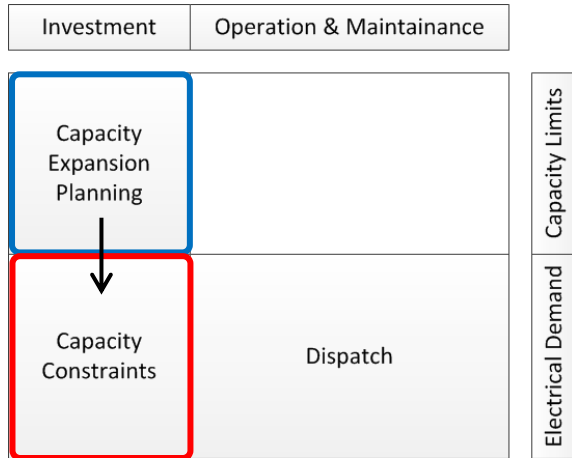 Investment
Operation & Maintainance
Capacity
Expansion
Planning
Capacity Limits
Capacity
Constraints
Dispatch
Electrical Demand